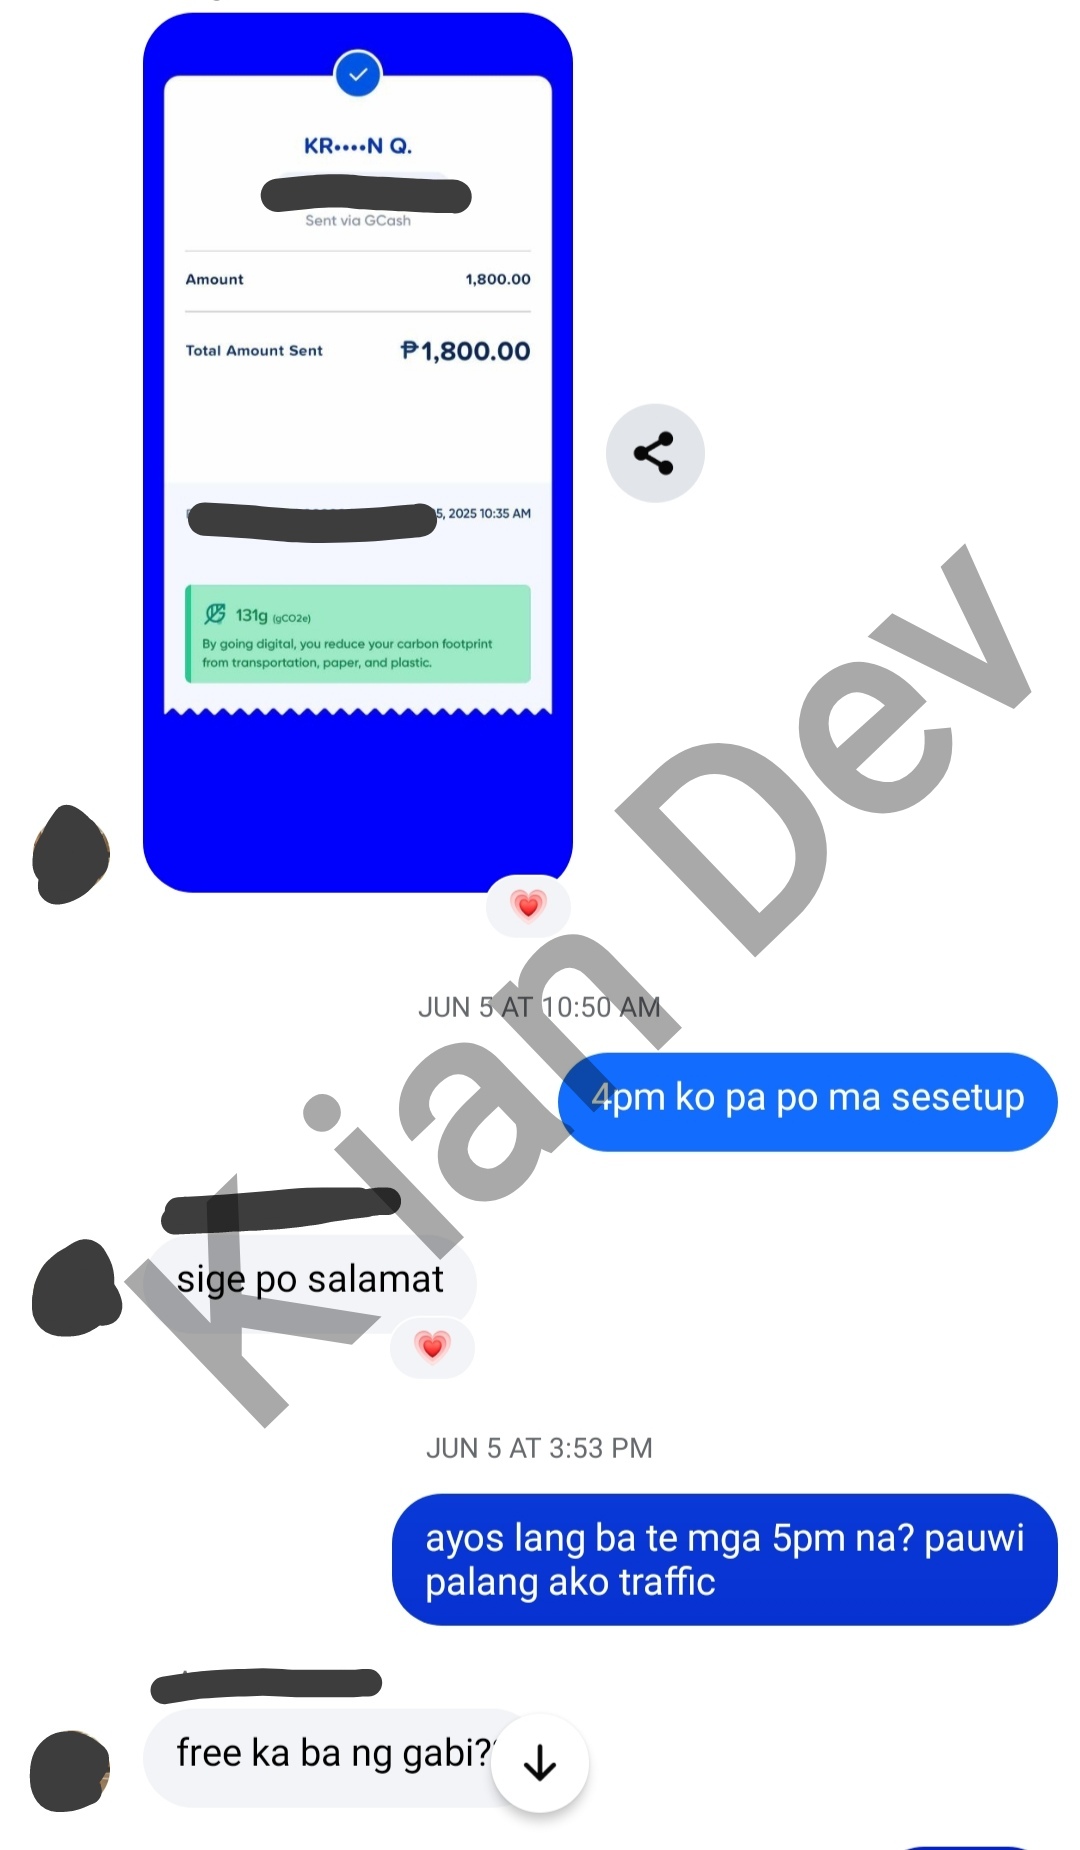 KR••••N Q.
Sent via GCash
Amount 1,800.00
Total Amount Sent ₱1,800.00
5, 2025 10:35 AM
131g (gCO2e)
By going digital, you reduce your carbon footprint
from transportation, paper, and plastic.
JUN 5 AT 10:50 AM
4pm ko pa po ma sesetup
sige po salamat
JUN 5 AT 3:53 PM
ayos lang ba te mga 5pm na? pauwi
palang ako traffic
free ka ba ng gabi?
Kian Dev